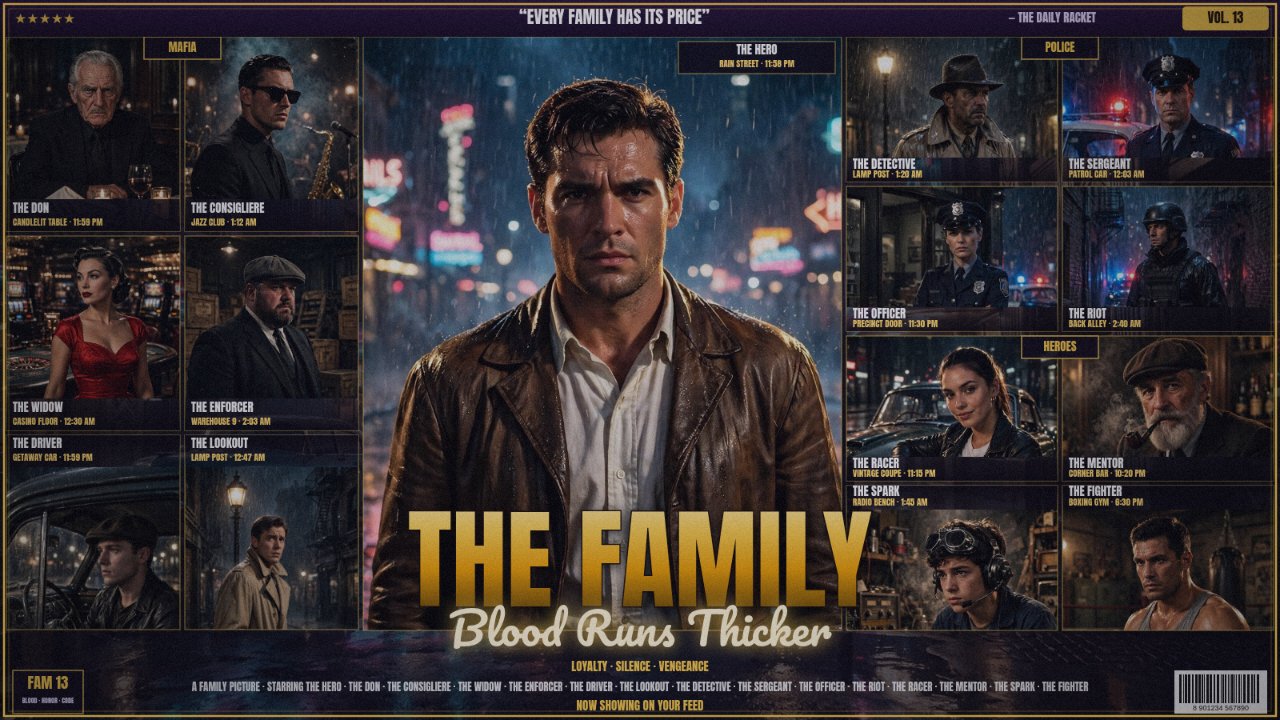 “EVERY FAMILY HAS ITS PRICE”
– THE DAILY RACKET
VOL. 13
MAFIA
THE DON
CANDLELIT TABLE · 11:59 PM
THE CONSIGLIERE
JAZZ CLUB · 1:12 AM
THE WIDOW
CASINO FLOOR · 12:30 AM
THE ENFORCER
WAREHOUSE 9 · 2:03 AM
THE DRIVER
GETAWAY CAR · 11:59 PM
THE LOOKOUT
LAMP POST · 12:47 AM
THE HERO
RAIN STREET · 11:58 PM
POLICE
THE DETECTIVE
LAMP POST · 1:20 AM
THE SERGEANT
PATROL CAR · 12:03 AM
THE OFFICER
PRECINCT DOOR · 11:30 PM
THE RIOT
BACK ALLEY · 2:40 AM
HEROES
THE RACER
VINTAGE COUPE · 11:15 PM
THE MENTOR
CORNER BAR · 10:20 PM
THE SPARK
RADIO BENCH · 1:45 AM
THE FIGHTER
BOXING GYM · 6:30 PM
THE FAMILY
Blood Runs Thicker
LOYALTY · SILENCE · VENGEANCE
A FAMILY PICTURE · STARRING THE HERO · THE DON · THE CONSIGLIERE · THE WIDOW · THE ENFORCER · THE DRIVER · THE LOOKOUT · THE DETECTIVE · THE SERGEANT · THE OFFICER · THE RIOT · THE RACER · THE MENTOR · THE SPARK · THE FIGHTER
NOW SHOWING ON YOUR FEED
FAM 13
BLOOD · HONOR · CODE
8 901234 567890